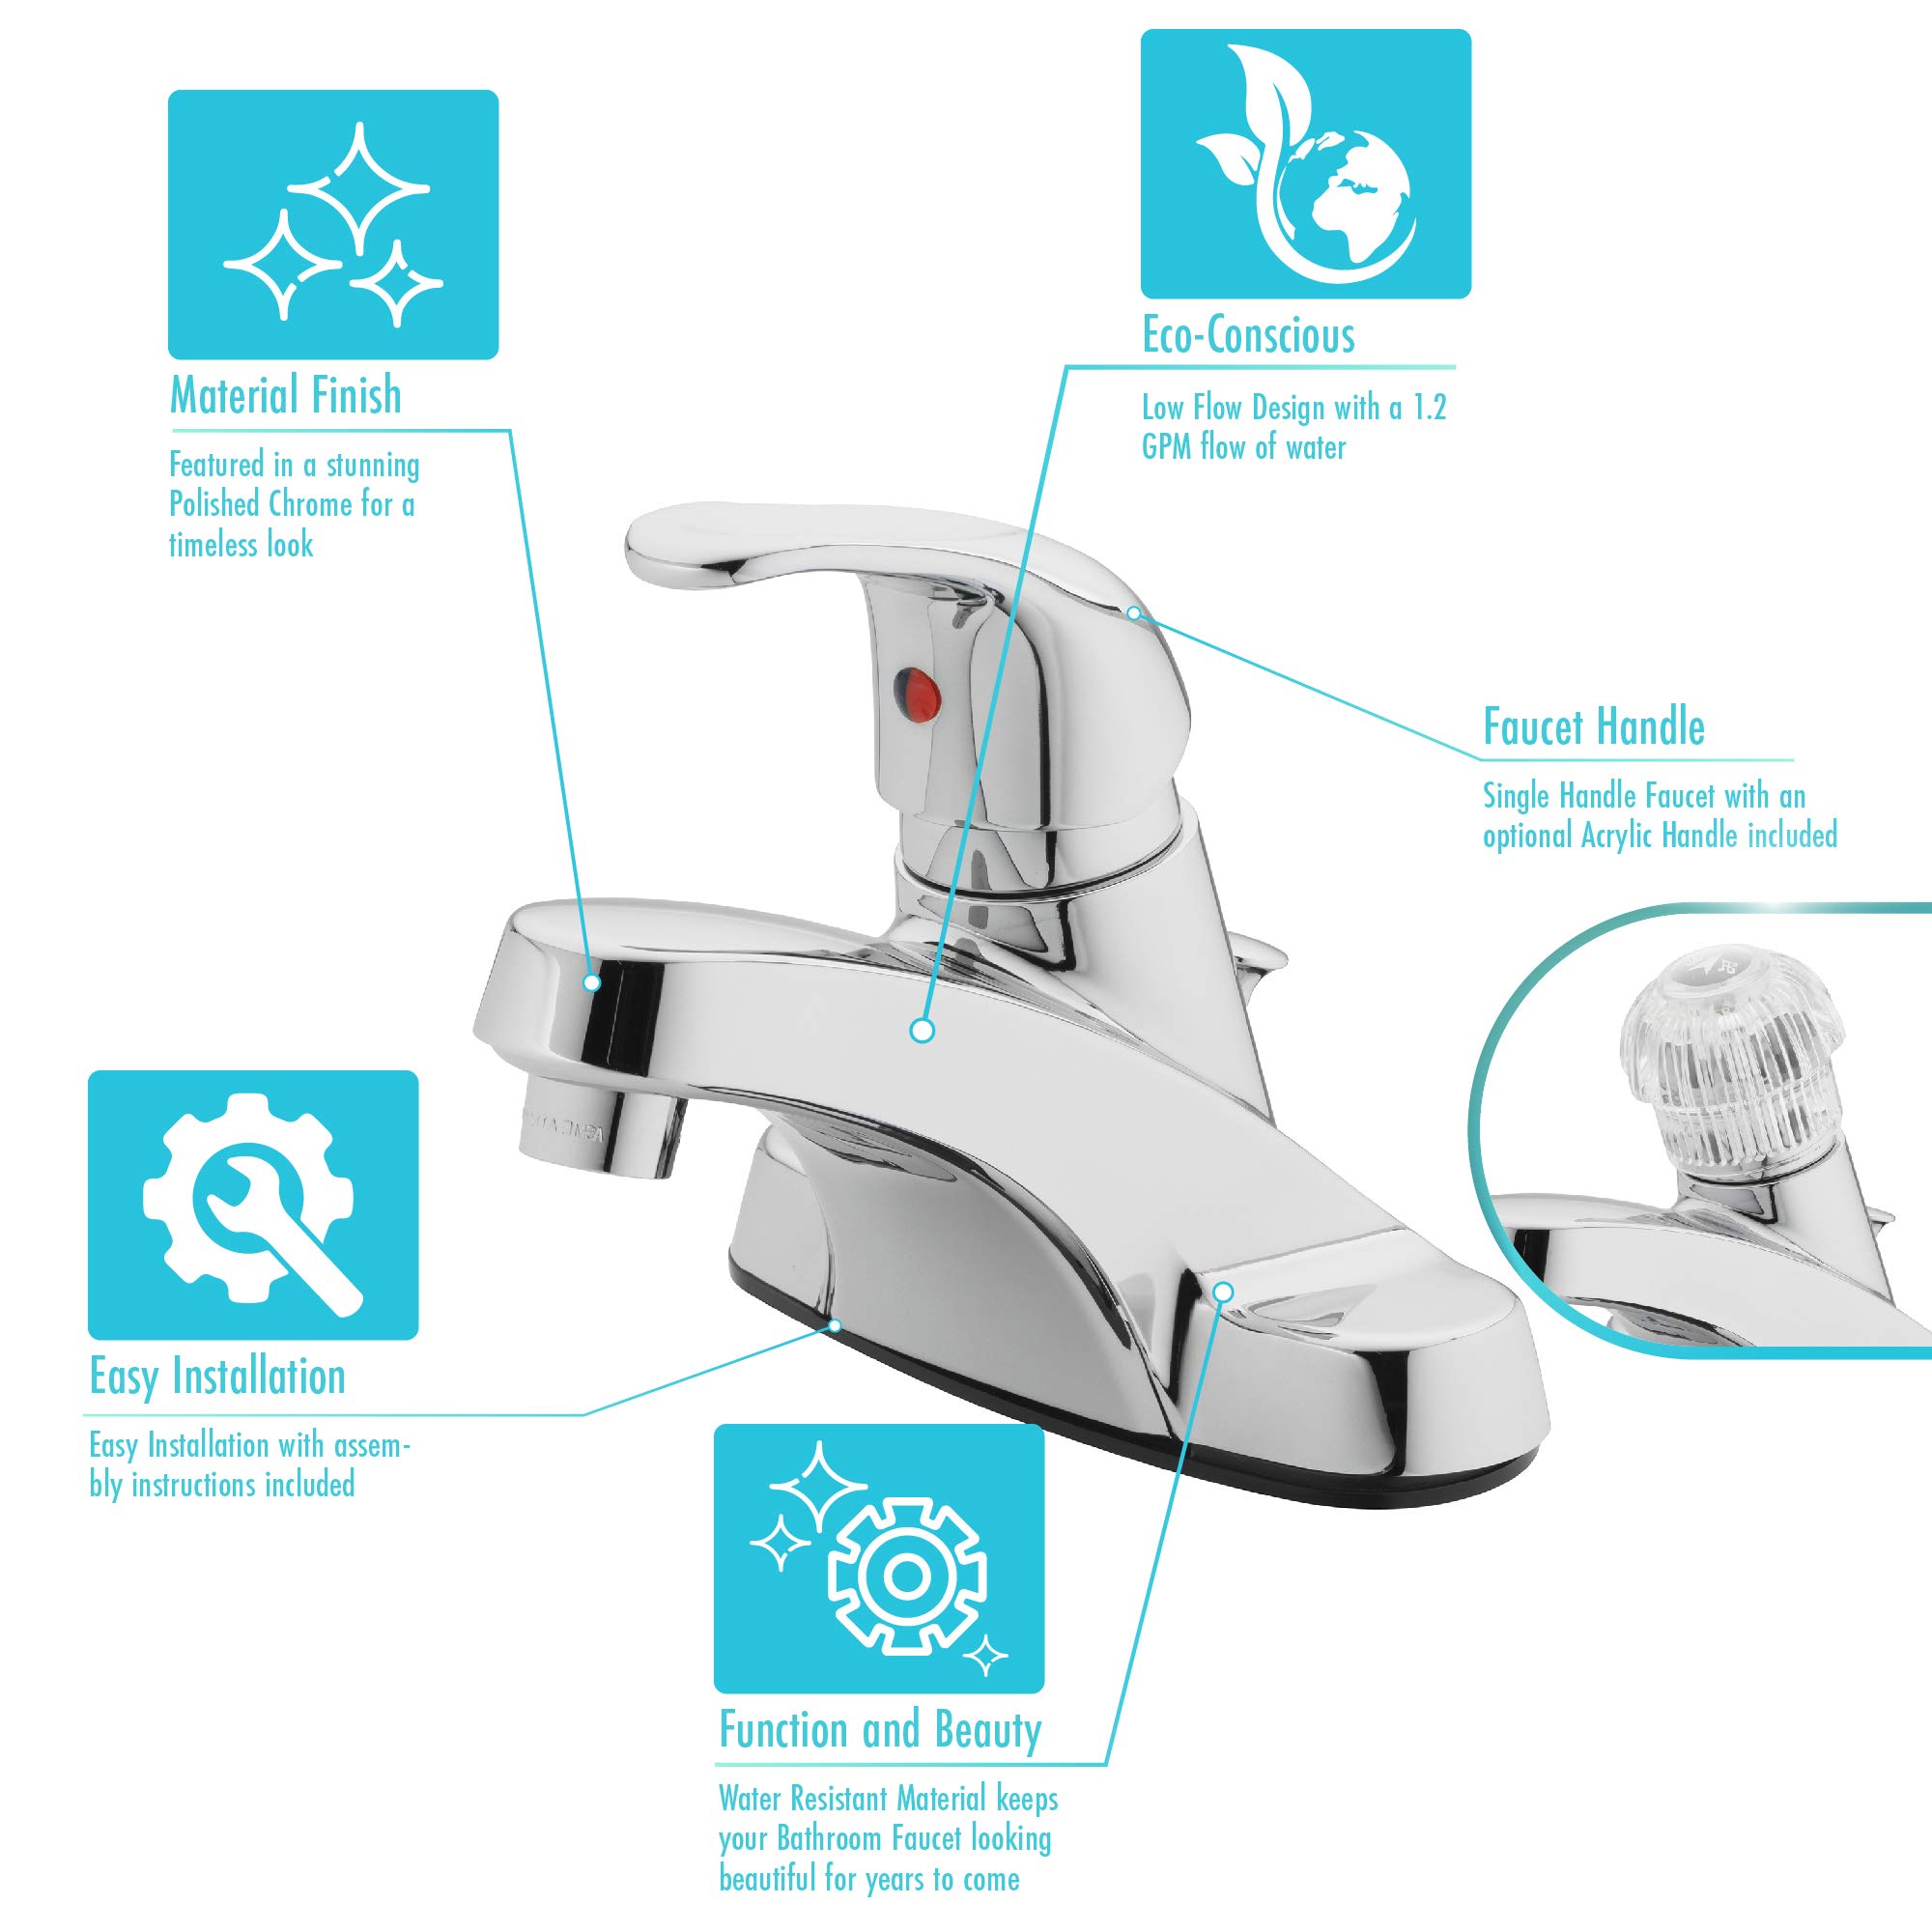 Material Finish
Featured in a stunning
Polished Chrome for a
timeless look
Eco-Conscious
Low Flow Design with a 1.2
GPM flow of water
Faucet Handle
Single Handle Faucet with an
optional Acrylic Handle included
Easy Installation
Easy Installation with assem-
bly instructions included
Function and Beauty
Water Resistant Material keeps
your Bathroom Faucet looking
beautiful for years to come